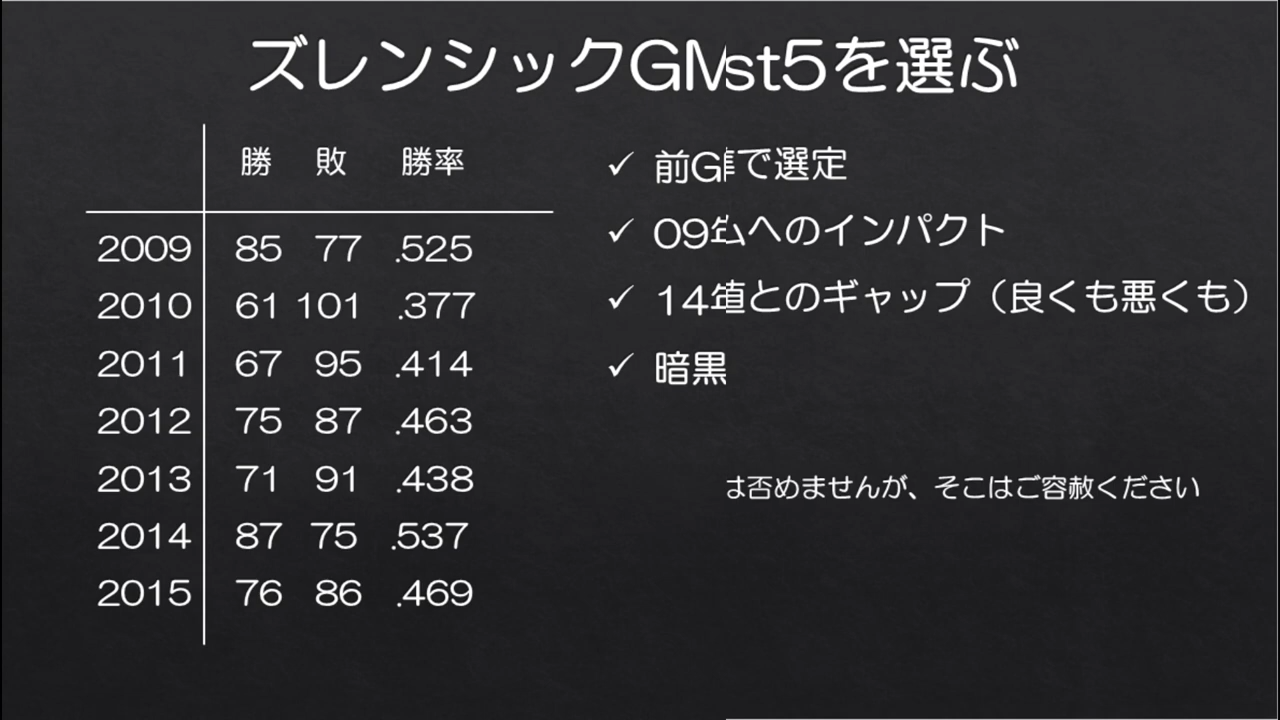 ズレンシックGMst5を選ぶ
勝 敗 勝率
2009 85 77 .525
2010 61 101 .377
2011 67 95 .414
2012 75 87 .463
2013 71 91 .438
2014 87 75 .537
2015 76 86 .469
✓ 前G で選定
✓ 09 へのインパクト
✓ 14 値とのギャップ（良くも悪くも）
✓ 暗黒
は否めませんが、そこはご容赦ください